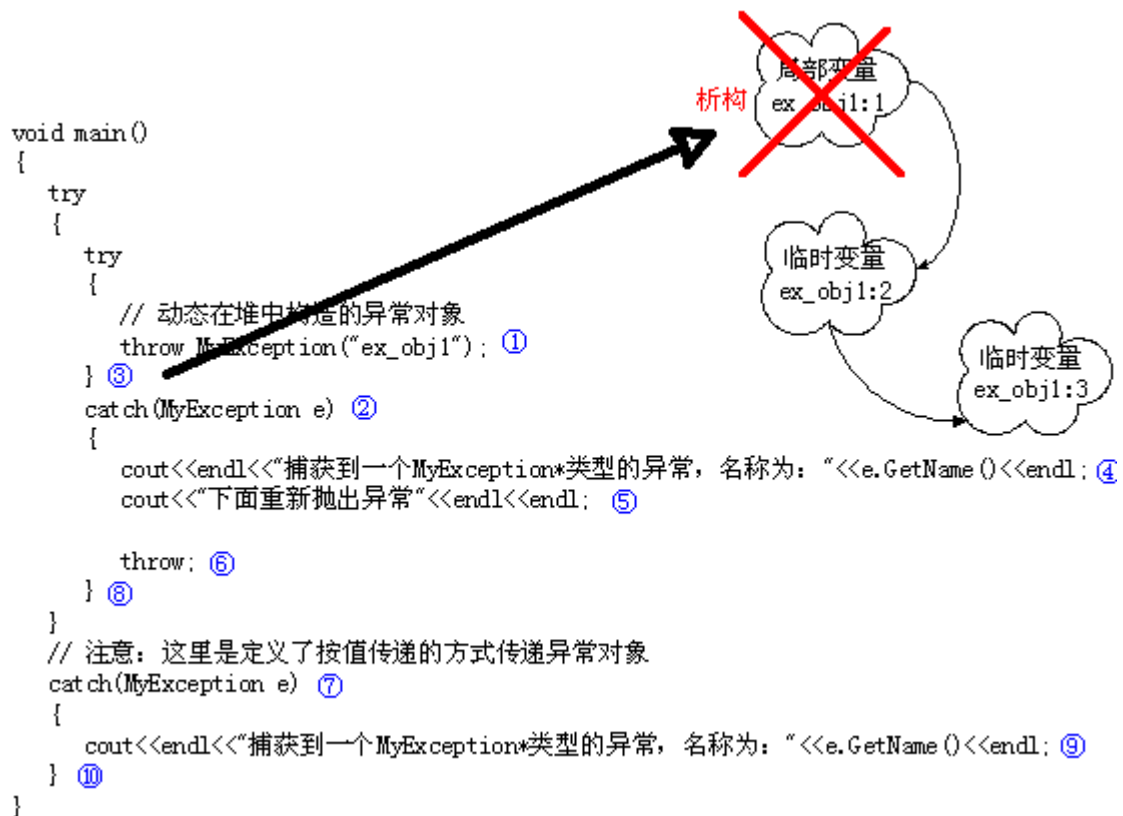 局部变量
析构
ex_obj1:1
void main()
{
try
{
临时变量
ex_obj1:2
try
{
// 动态在堆中构造的异常对象
throw MyException("ex_obj1"); ①
临时变量
ex_obj1:3
} ③
catch(MyException e) ②
{
cout<<endl<<"捕获到一个MyException*类型的异常，名称为："<<e.GetName()<<endl; ④
cout<<"下面重新抛出异常"<<endl<<endl; ⑤
throw; ⑥
} ⑧
}
// 注意：这里是定义了按值传递的方式传递异常对象
catch(MyException e) ⑦
{
cout<<endl<<"捕获到一个MyException*类型的异常，名称为："<<e.GetName()<<endl; ⑨
} ⑩
}